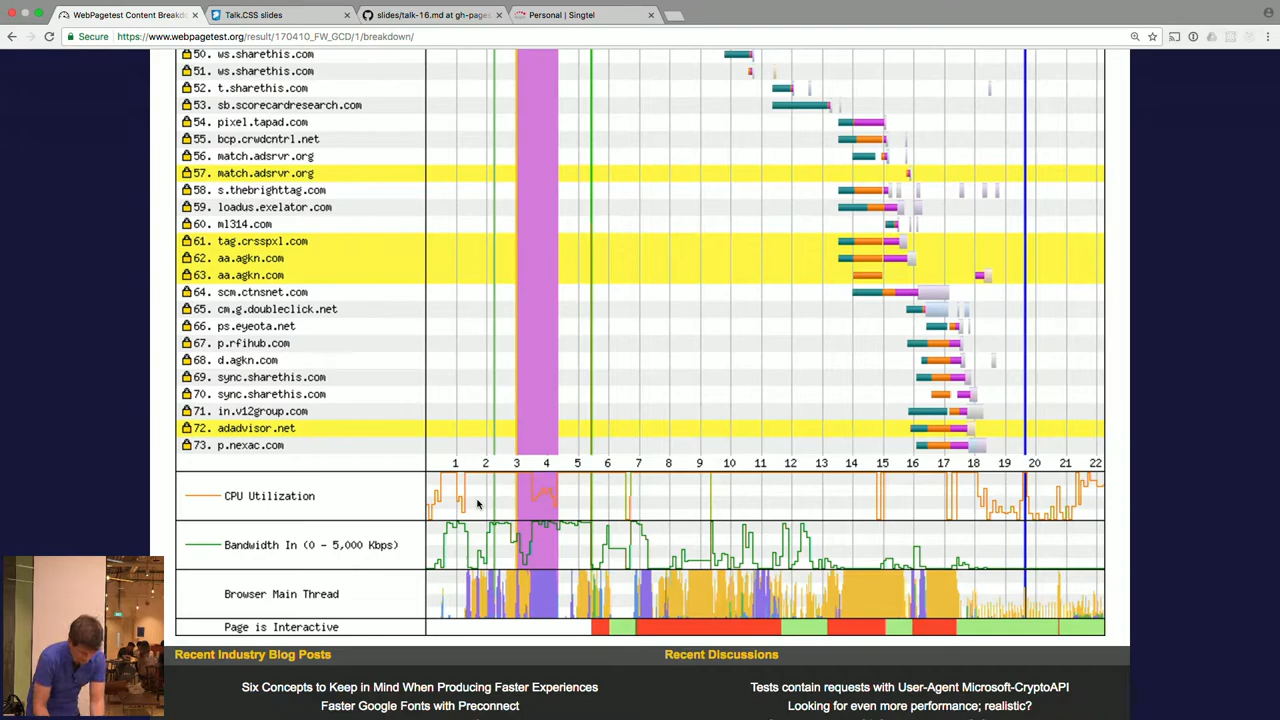 WebPagetest Content Breakdo
Talk.CSS slides
slides/talk-16.md at gh-pages
Personal | Singtel
Secure
https://www.webpagetest.org/result/170410_FW_GCD/1/breakdown/
50. ws.sharethis.com
51. ws.sharethis.com
52. t.sharethis.com
53. sb.scorecardresearch.com
54. pixel.tapad.com
55. bcp.crwdcntrl.net
56. match.adsrvr.org
57. match.adsrvr.org
58. s.thebrighttag.com
59. loadus.exelator.com
60. ml314.com
61. tag.crsspxl.com
62. aa.agkn.com
63. aa.agkn.com
64. scm.ctnsnet.com
65. cm.g.doubleclick.net
66. ps.eyeota.net
67. p.rfihub.com
68. d.agkn.com
69. sync.sharethis.com
70. sync.sharethis.com
71. in.v12group.com
72. adadvisor.net
73. p.nexac.com
1 2 3 4 5 6 7 8 9 10 11 12 13 14 15 16 17 18 19 20 21 22
CPU Utilization
Bandwidth In (0 - 5,000 Kbps)
Browser Main Thread
Page is Interactive
Recent Industry Blog Posts
Recent Discussions
Six Concepts to Keep in Mind When Producing Faster Experiences
Tests contain requests with User-Agent Microsoft-CryptoAPI
Faster Google Fonts with Preconnect
Looking for even more performance; realistic?